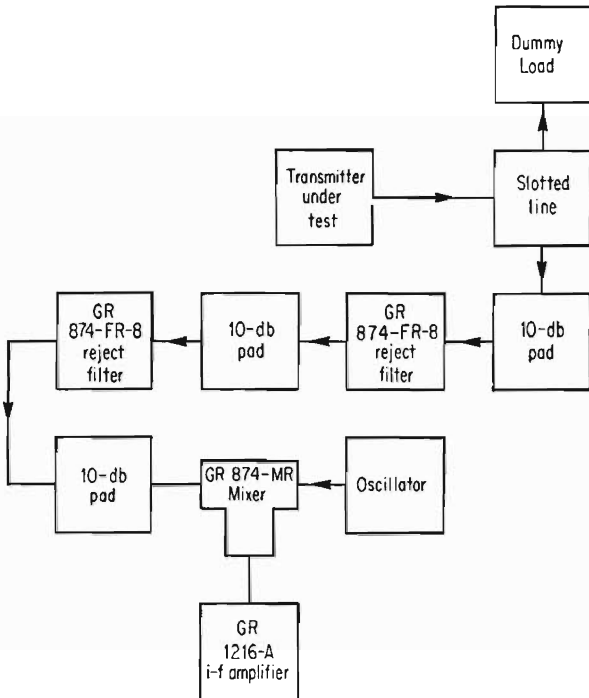 Dummy
Load
Transmitter
under
test
Slotted
line
GR
874-FR-8
reject
filter
10-db
pad
GR
874-FR-8
reject
filter
10-db
pad
10-db
pad
GR 874-MR
Mixer
Oscillator
GR
1216-A
i-f amplifier